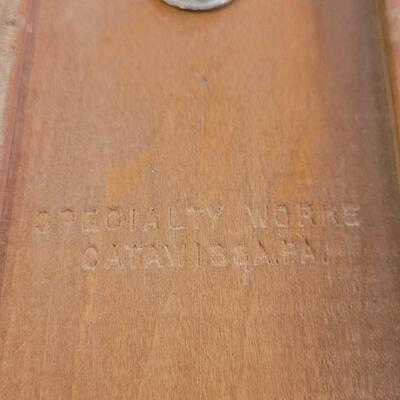 SPECIALTY WORKS
CATAWISSA, PA.